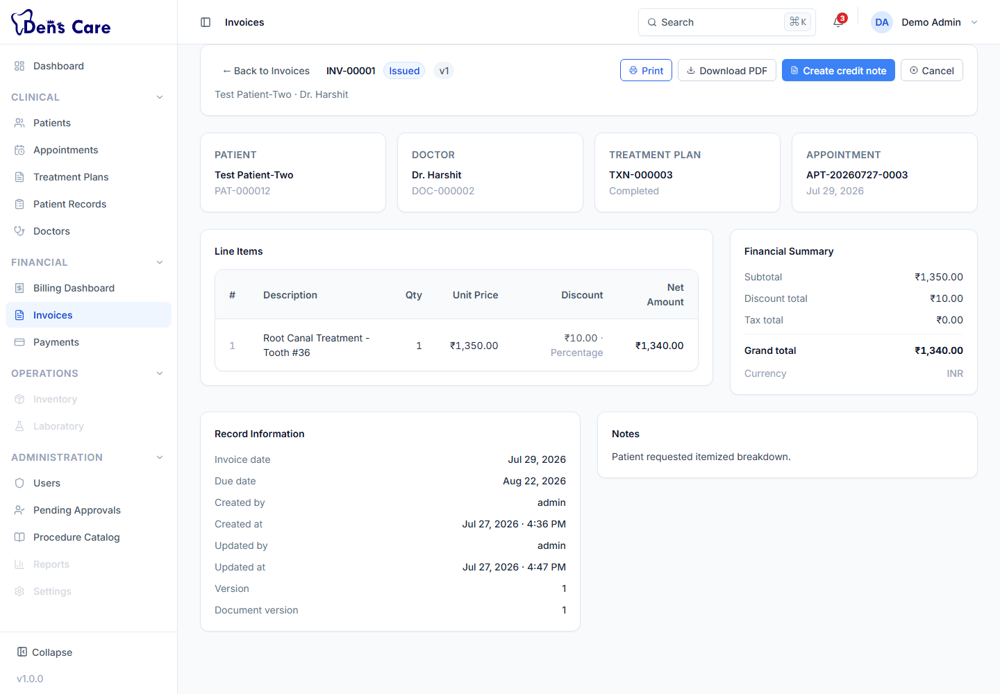 Den's Care
Invoices
Search
⌘K
3
DA
Demo Admin
Dashboard
CLINICAL
Patients
Appointments
Treatment Plans
Patient Records
Doctors
FINANCIAL
Billing Dashboard
Invoices
Payments
OPERATIONS
Inventory
Laboratory
ADMINISTRATION
Users
Pending Approvals
Procedure Catalog
Reports
Settings
Collapse
v1.0.0
← Back to Invoices
INV-00001
Issued
v1
Print
Download PDF
Create credit note
Cancel
Test Patient-Two · Dr. Harshit
PATIENT
Test Patient-Two
PAT-000012
DOCTOR
Dr. Harshit
DOC-000002
TREATMENT PLAN
TXN-000003
Completed
APPOINTMENT
APT-20260727-0003
Jul 29, 2026
Line Items
# Description Qty Unit Price Discount Net
Amount
1 Root Canal Treatment - 1 ₹1,350.00 ₹10.00 · ₹1,340.00
Tooth #36 Percentage
Financial Summary
Subtotal ₹1,350.00
Discount total ₹10.00
Tax total ₹0.00
Grand total ₹1,340.00
Currency INR
Record Information
Invoice date Jul 29, 2026
Due date Aug 22, 2026
Created by admin
Created at Jul 27, 2026 · 4:36 PM
Updated by admin
Updated at Jul 27, 2026 · 4:47 PM
Version 1
Document version 1
Notes
Patient requested itemized breakdown.